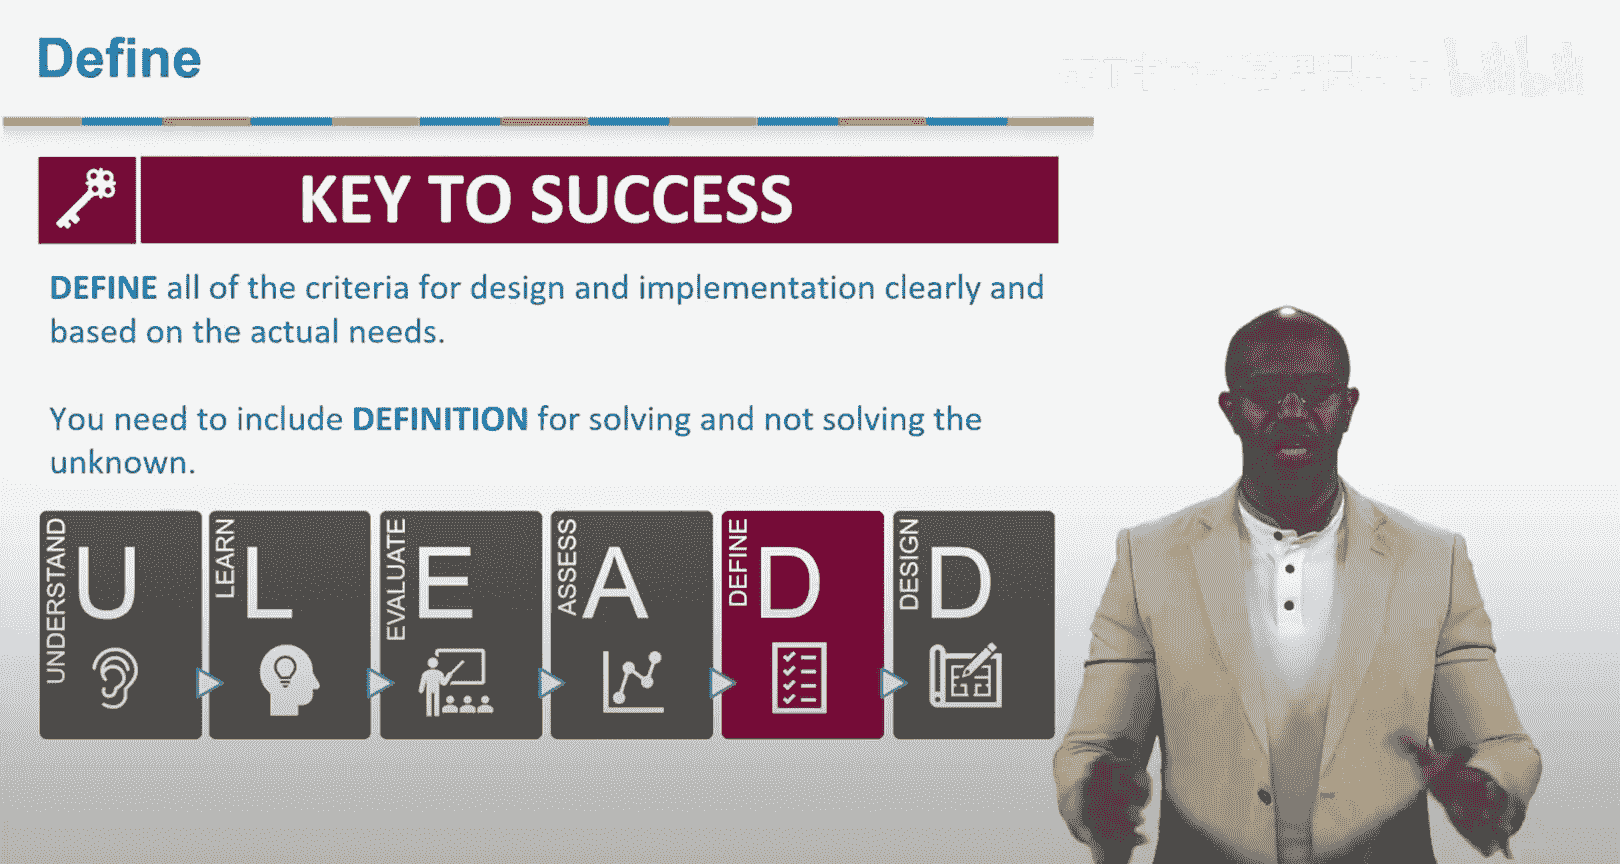 Define
KEY TO SUCCESS
DEFINE all of the criteria for design and implementation clearly and
based on the actual needs.
You need to include DEFINITION for solving and not solving the
unknown.
UNDERSTAND
U
LEARN
L
EVALUATE
E
ASSESS
A
DEFINE
D
DESIGN
D
bilibili